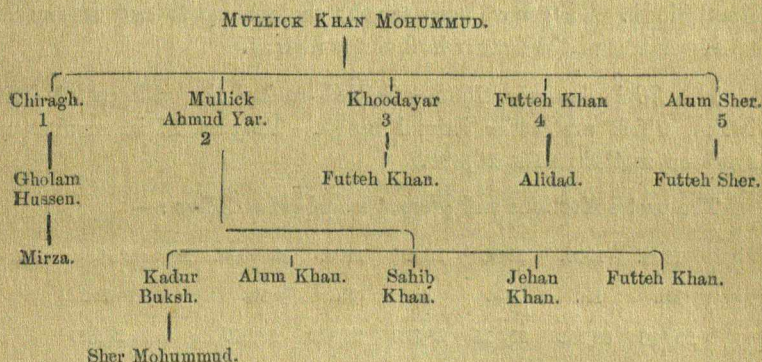 MULLICK KHAN MOHUMMUD.
Chiragh. Mullick Khoodayar Futteh Khan Alum Sher.
1 Ahmud Yar. 3 4 5
2
Gholam Futteh Khan. Alidad. Futteh Sher.
Hussen.
Mirza.
Kadur Alum Khan. Sahib Jehan Futteh Khan.
Buksh. Khan. Khan.
Sher Mohummud.